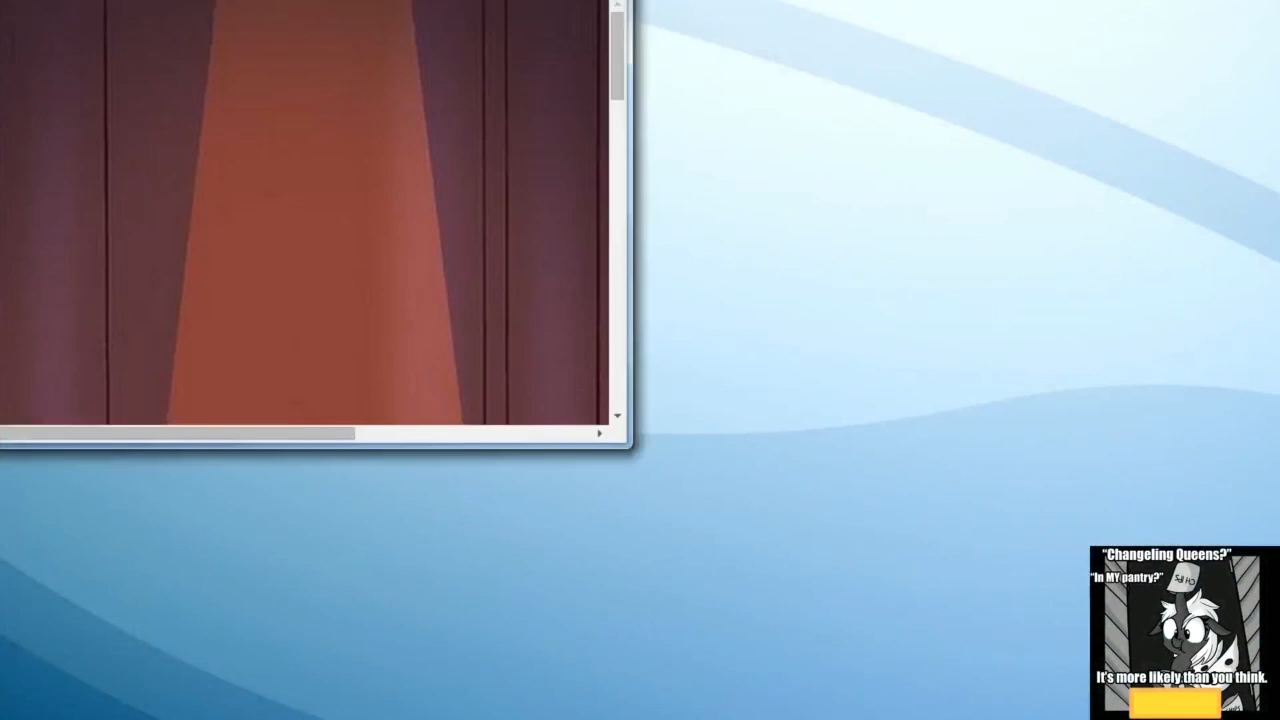 "Changeling Queens?"
"In MY pantry?"
It's more likely than you think.